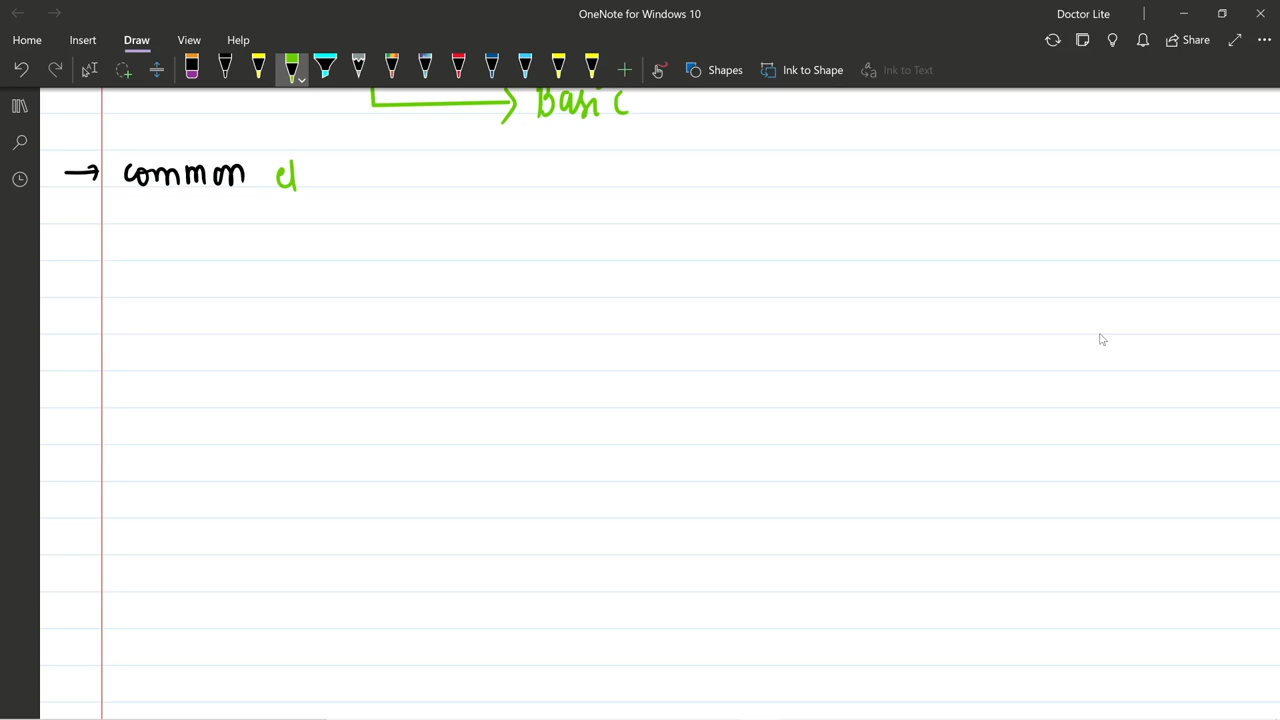 OneNote for Windows 10
Doctor Lite
Home Insert Draw View Help
Share
Shapes Ink to Shape Ink to Text
Basic
→ common el